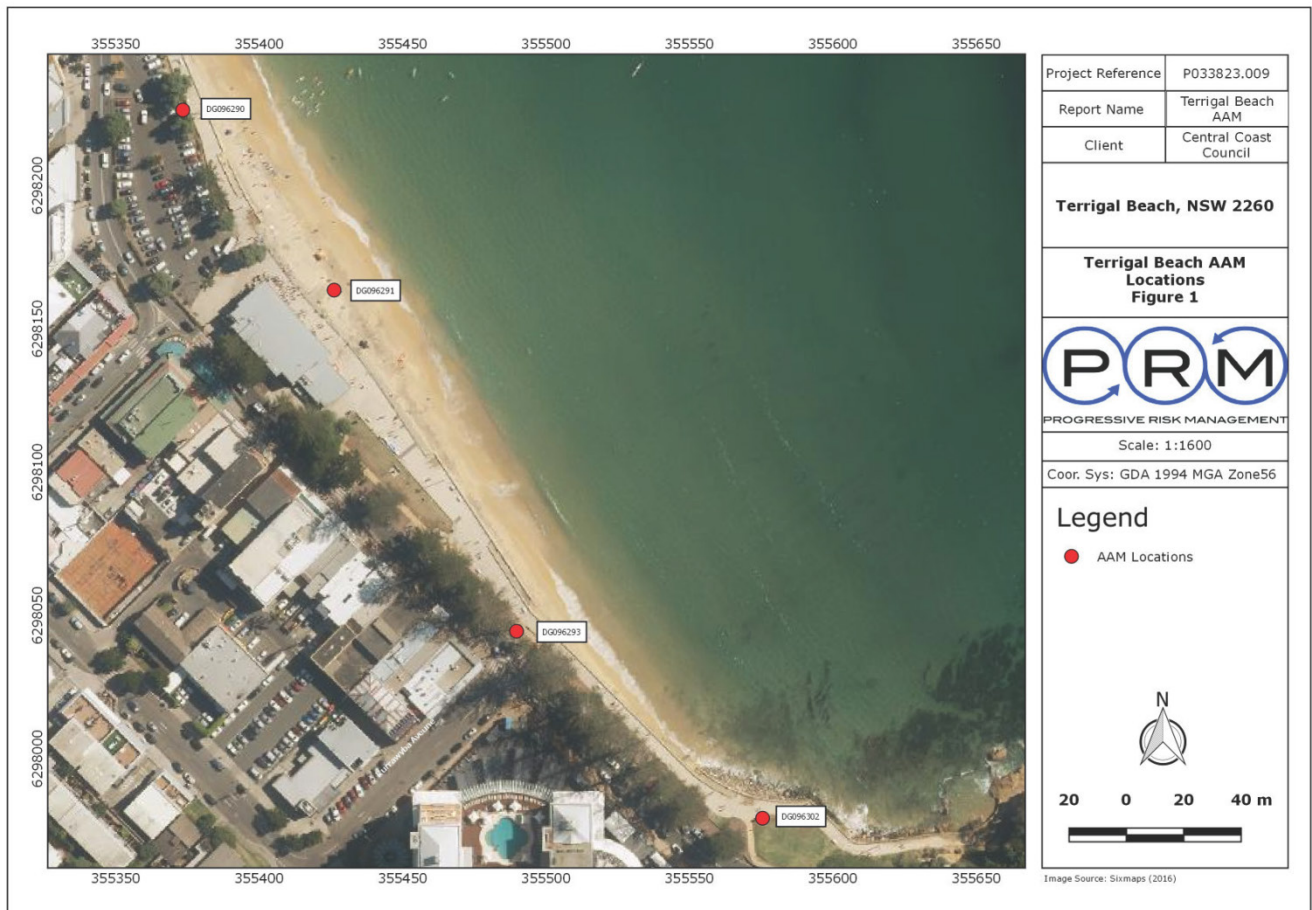 355350 355400 355450 355500 355550 355600 355650
6298200
6298150
6298100
6298050
6298000
DG096290
DG096291
DG096293
DG096302
355350 355400 355450 355500 355550 355600 355650
Project Reference P033823.009
Report Name Terrigal Beach
AAM
Client Central Coast
Council
Terrigal Beach, NSW 2260
Terrigal Beach AAM
Locations
Figure 1
PRM
PROGRESSIVE RISK MANAGEMENT
Scale: 1:1600
Coor. Sys: GDA 1994 MGA Zone56
Legend
AAM Locations
N
20 0 20 40 m
Image Source: Sixmaps (2016)